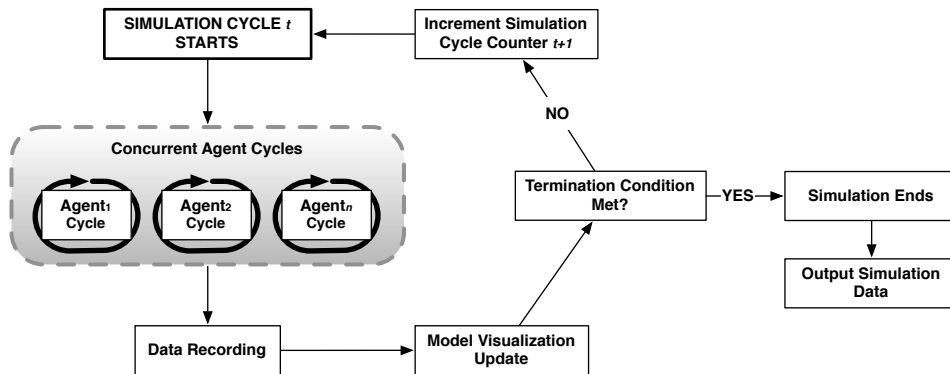 SIMULATION CYCLE t
STARTS
Increment Simulation
Cycle Counter t+1
NO
Concurrent Agent Cycles
Agent1
Cycle
Agent2
Cycle
Agentn
Cycle
Termination Condition
Met?
YES
Simulation Ends
Output Simulation
Data
Data Recording
Model Visualization
Update